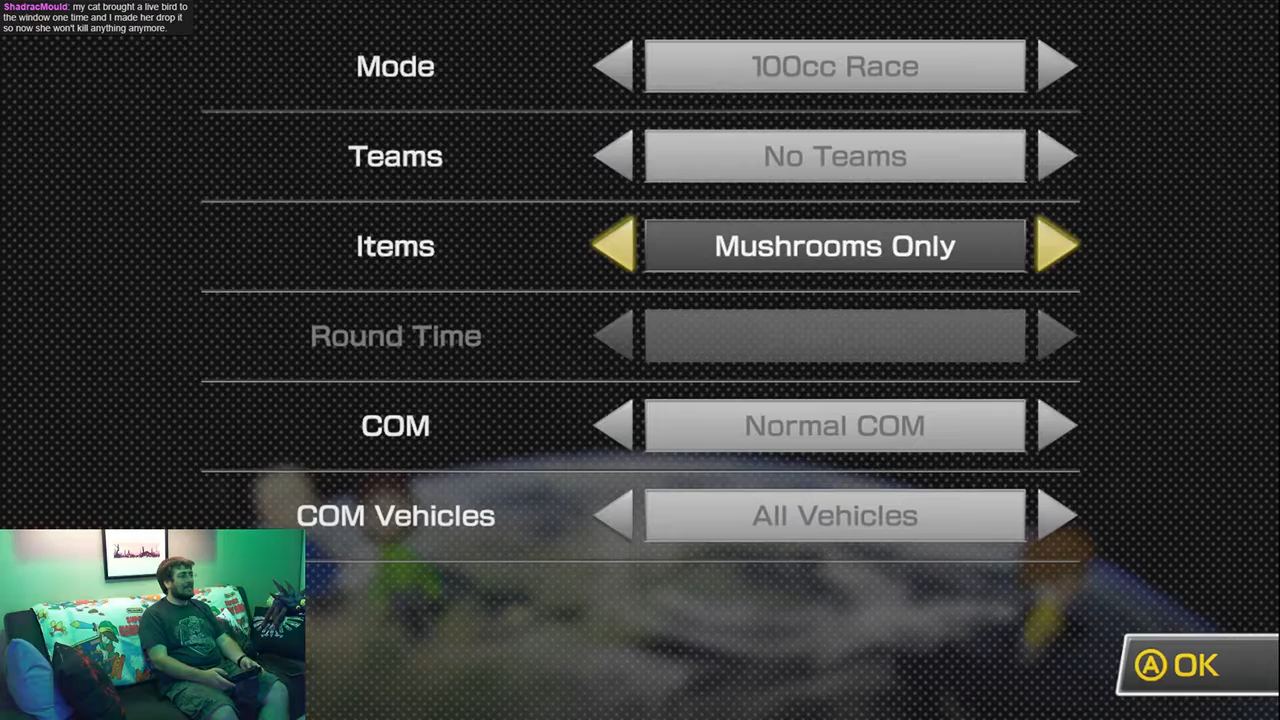 ShadracMould: my cat brought a live bird to
the window one time and I made her drop it
so now she won't kill anything anymore.
Mode
100cc Race
Teams
No Teams
Items
Mushrooms Only
Round Time
COM
Normal COM
COM Vehicles
All Vehicles
A OK